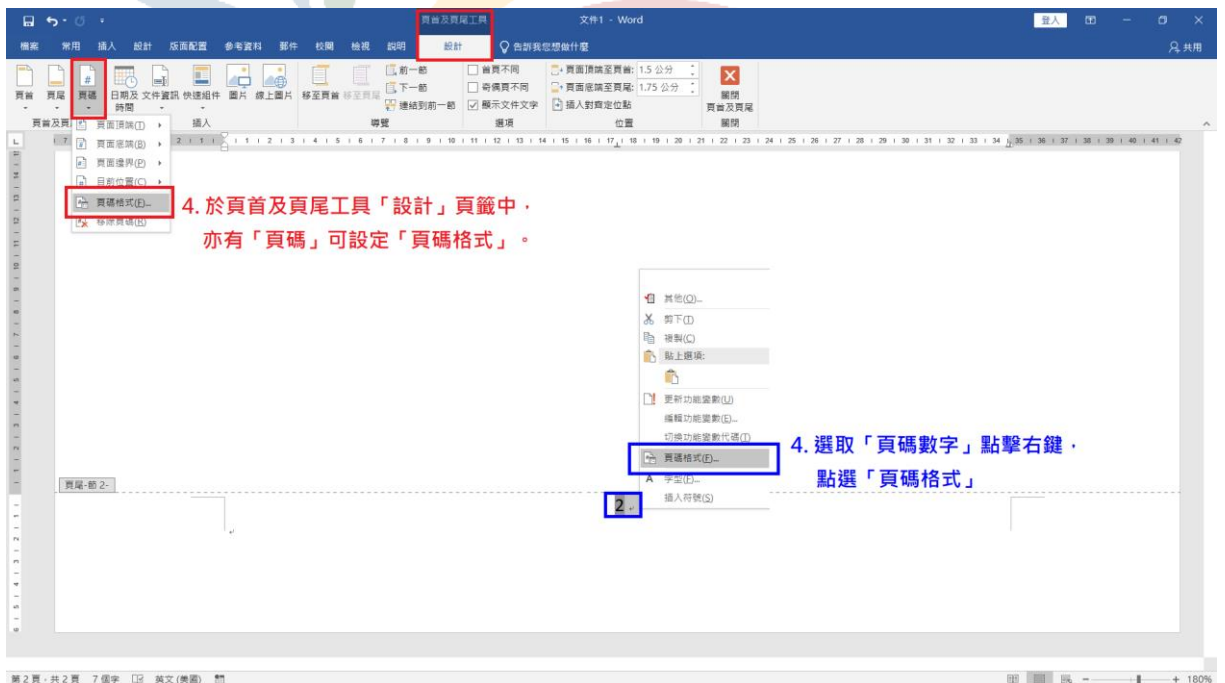 頁首及頁尾工具
文件1 - Word
登入
檔案 常用 插入 設計 版面配置 參考資料 郵件 校閱 檢視 說明 設計 告訴我您想做什麼 共用
頁首 頁尾 頁碼 日期及時間 文件資訊 快速組件 圖片 線上圖片 移至頁首 移至頁尾
前一節
下一節
連結到前一節
首頁不同
奇偶頁不同
顯示文件文字
頁面頂端至頁首: 1.5 公分
頁面底端至頁尾: 1.75 公分
插入對齊定位點
關閉
頁首及頁尾
插入 導覽 選項 位置 關閉
頁面頂端(T)
頁面底端(B)
頁面邊界(P)
目前位置(C)
頁碼格式(F)...
移除頁碼(R)
4. 於頁首及頁尾工具「設計」頁籤中，
亦有「頁碼」可設定「頁碼格式」。
其他(O)...
剪下(T)
複製(C)
貼上選項:
更新功能變數(U)
編輯功能變數(E)...
切換功能變數代碼(T)
頁碼格式(F)...
字型(F)...
插入符號(S)
4. 選取「頁碼數字」點擊右鍵，
點選「頁碼格式」
頁尾-節 2-
2
第 2 頁，共 2 頁 7 個字 英文 (美國) 180%